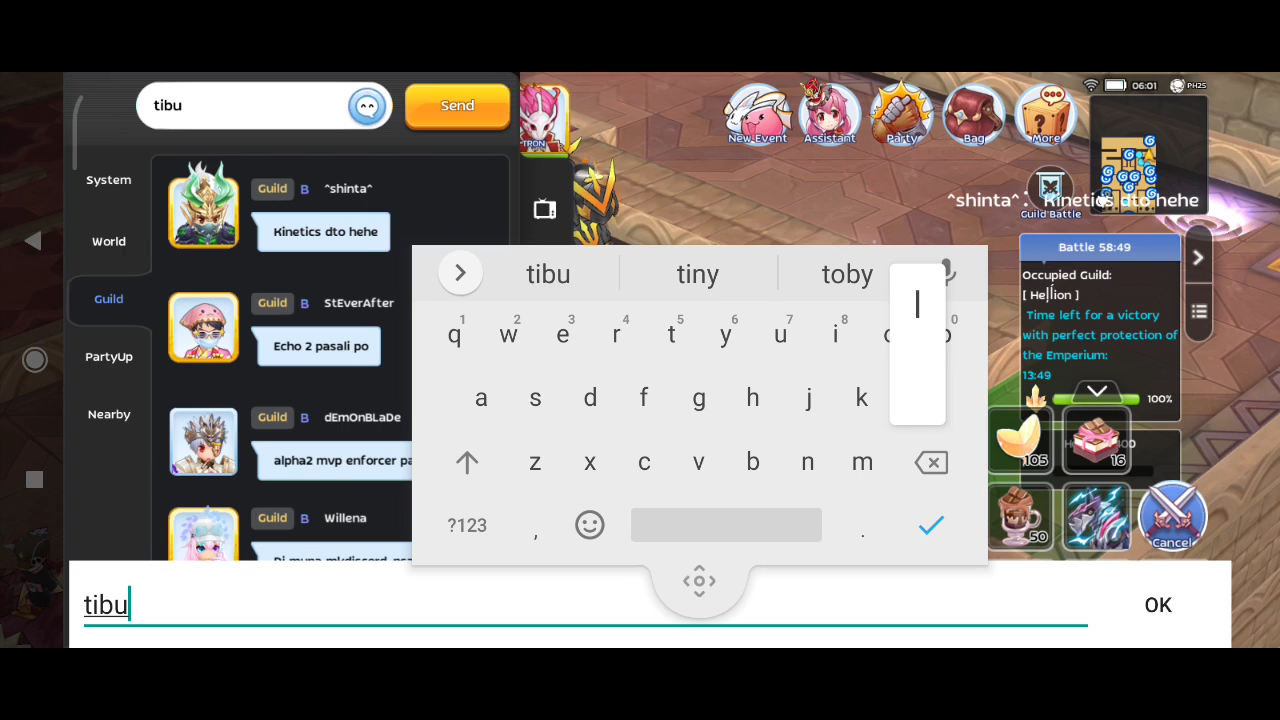 tibu
Send
System
World
Guild
PartyUp
Nearby
Guild B ^shinta^
Kinetics dto hehe
Guild B StEverAfter
Echo 2 pasali po
Guild B dEmOnBLaDe
alpha2 mvp enforcer
Guild B Willena
TRON
New Event
Assistant
Party
Bag
More
06:01
PH25
^shinta^: Kinetics dto hehe
Guild Battle
Battle 58:49
Occupied Guild:
[ Hellion ]
Time left for a victory
with perfect protection of
the Emperium:
13:49
100%
105
16
50
Cancel
tibu tiny toby
1 2 3 4 5 6 7 8 0
q w e r t y u i
a s d f g h j k l
z x c v b n m
?123 , .
tibu
OK